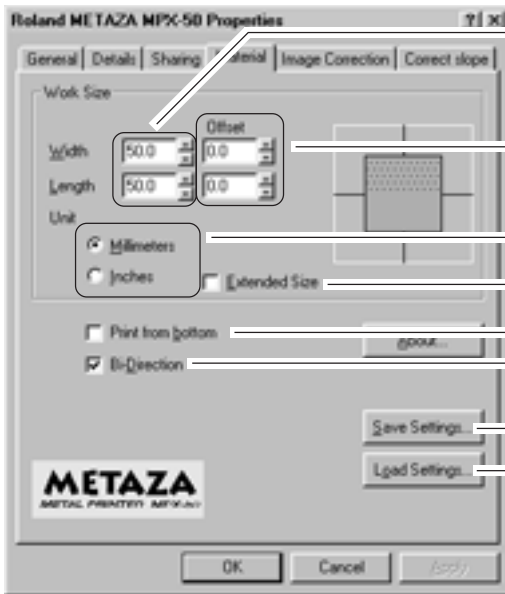 Roland METAZA MPX-50 Properties
General Details Sharing Material Image Correction Correct slope
Work Size
Offset
Width 50.0 0.0
Length 50.0 0.0
Unit
Millimeters
Inches
Extended Size
Print from bottom
About...
Bi-Direction
Save Settings...
Load Settings...
METAZA
METAL PRINTER MPX-50
OK Cancel Apply